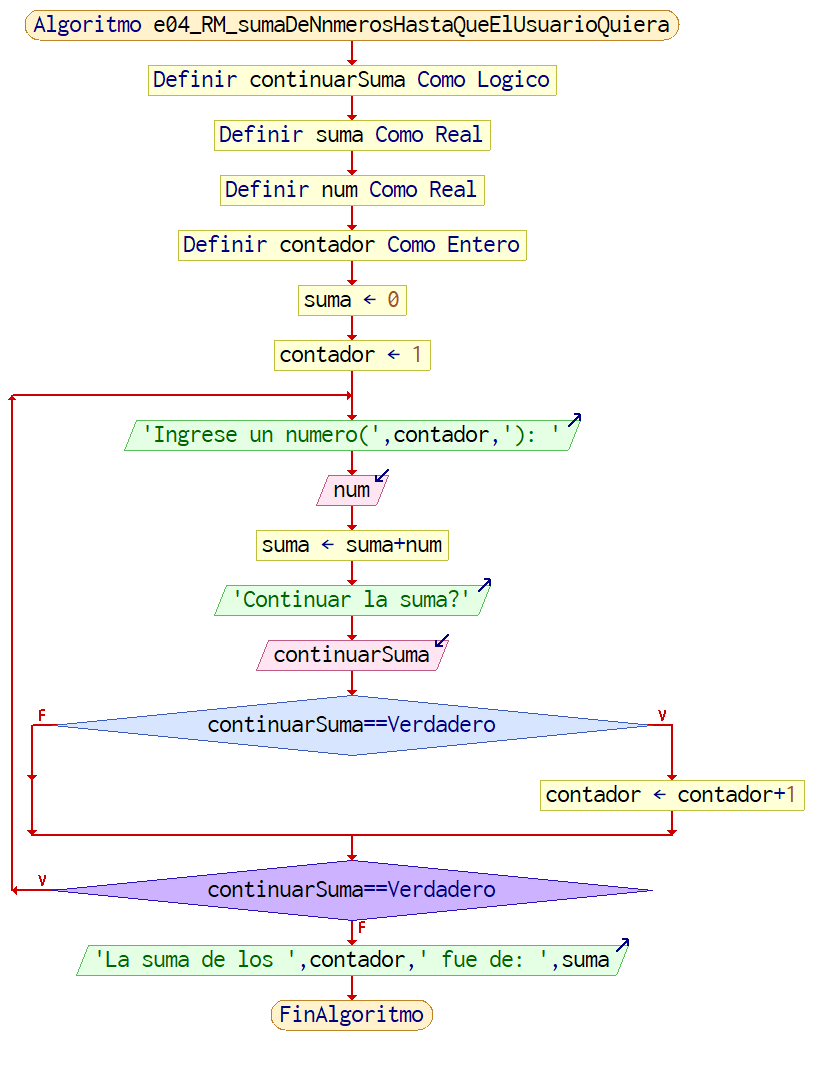 Algoritmo e04_RM_sumaDeNnmerosHastaQueElUsuarioQuiera
Definir continuarSuma Como Logico
Definir suma Como Real
Definir num Como Real
Definir contador Como Entero
suma ← 0
contador ← 1
'Ingrese un numero(',contador,'): '
num
suma ← suma+num
'Continuar la suma?'
continuarSuma
F
V
continuarSuma==Verdadero
contador ← contador+1
V
continuarSuma==Verdadero
F
'La suma de los ',contador,' fue de: ',suma
FinAlgoritmo